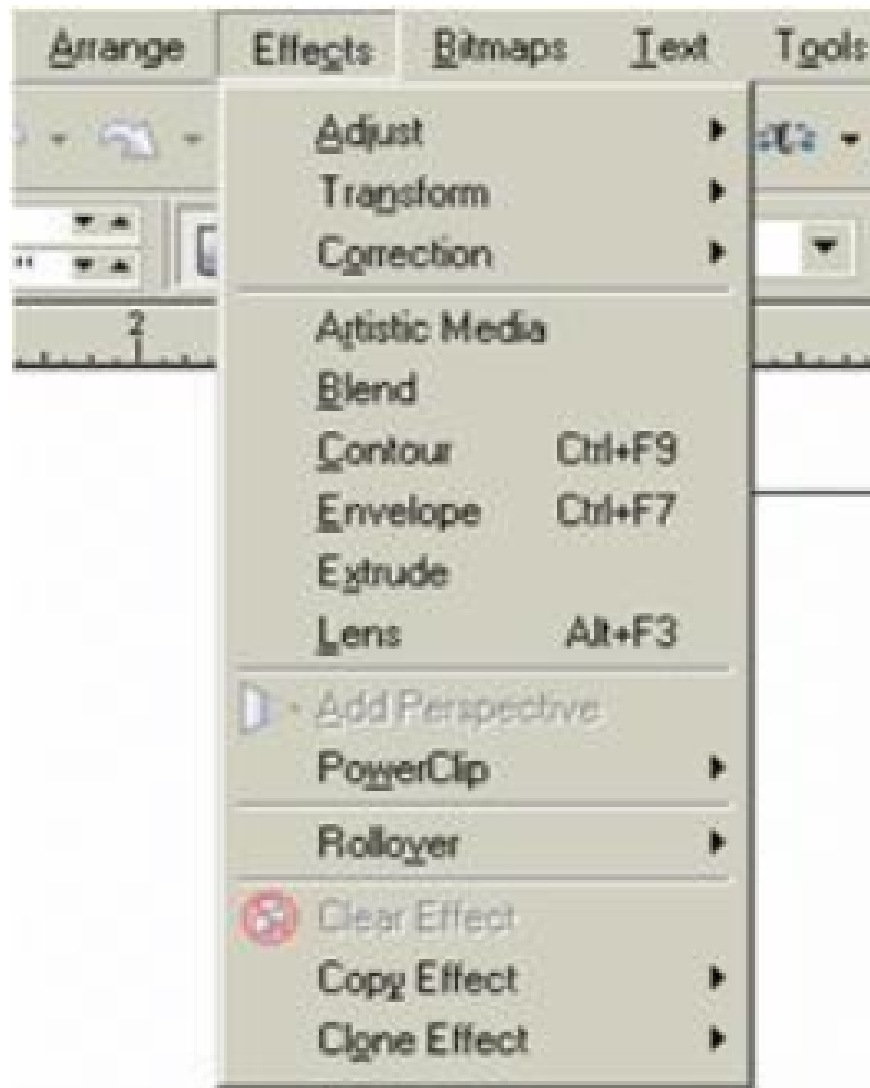 Arrange Effects Bitmaps Text Tools
Adjust
Transform
Correction
2
Artistic Media
Blend
Contour Ctrl+F9
Envelope Ctrl+F7
Extrude
Lens Alt+F3
Add Perspective
PowerClip
Rollover
Clear Effect
Copy Effect
Clone Effect